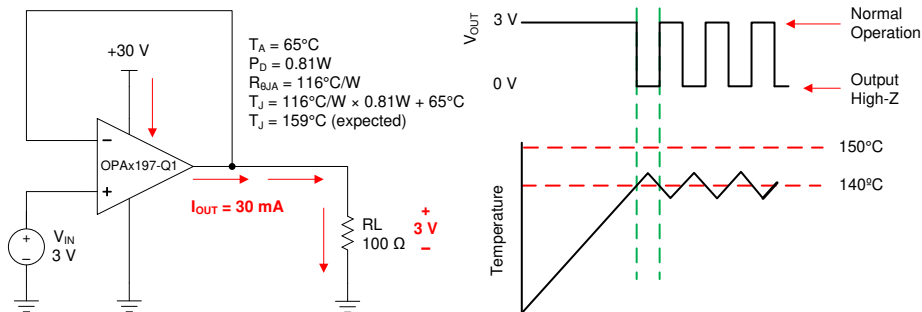 +30 V
T_A = 65°C
P_D = 0.81W
R_θJA = 116°C/W
T_J = 116°C/W × 0.81W + 65°C
T_J = 159°C (expected)
−
OPAx197-Q1
+
I_OUT = 30 mA
+
−
V_IN
3 V
RL
100 Ω
+
3 V
−
V_OUT
3 V
0 V
Normal
Operation
Output
High-Z
Temperature
150°C
140ºC